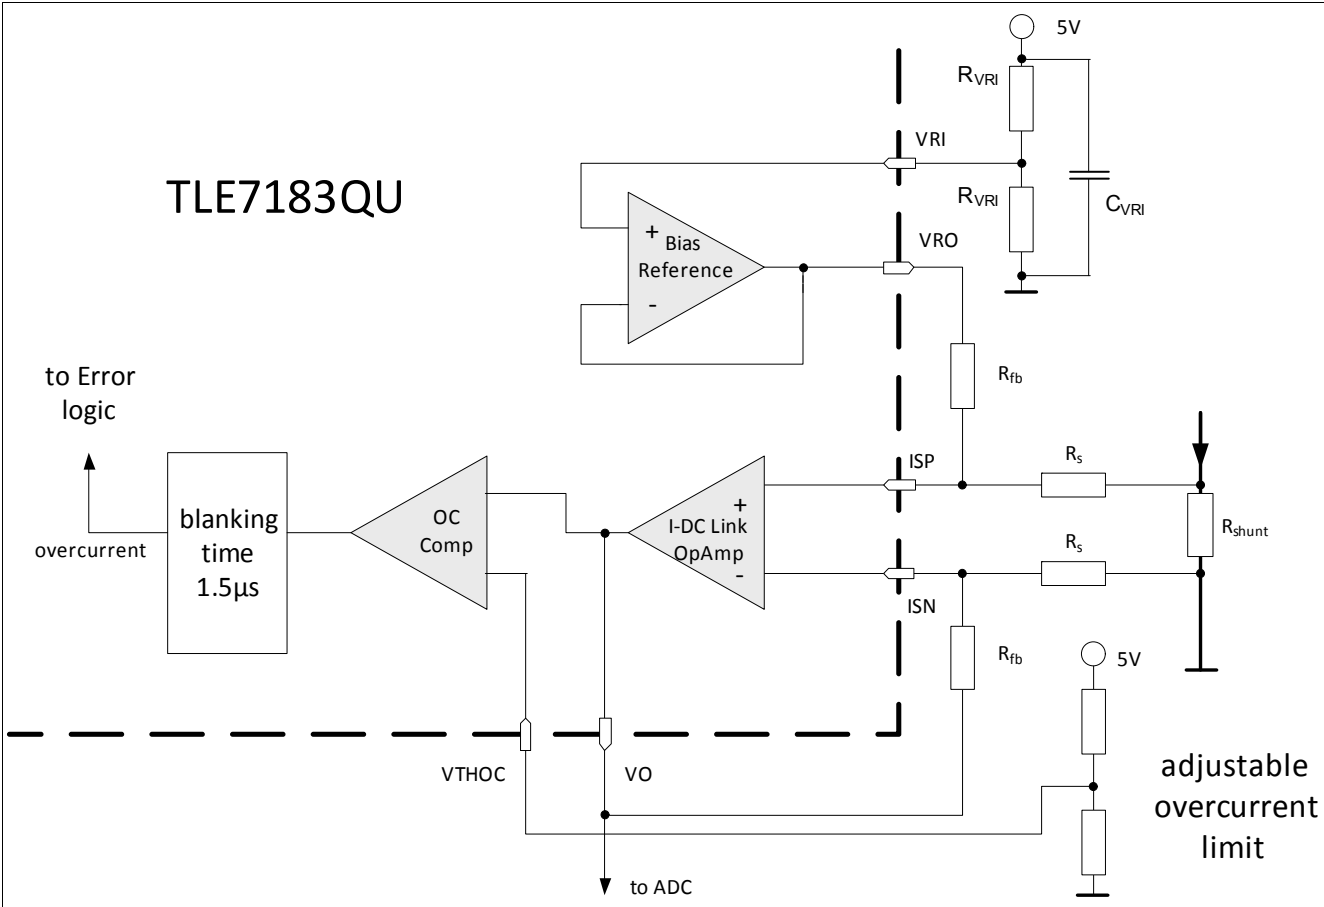 5V
RVRI
VRI
TLE7183QU
RVRI
CVRI
VRO
+
Bias
Reference
-
to Error
logic
Rfb
ISP
Rs
blanking
time
1.5µs
OC
Comp
+
I-DC Link
OpAmp
-
Rshunt
overcurrent
Rs
ISN
Rfb
5V
VTHOC
VO
adjustable
overcurrent
limit
to ADC